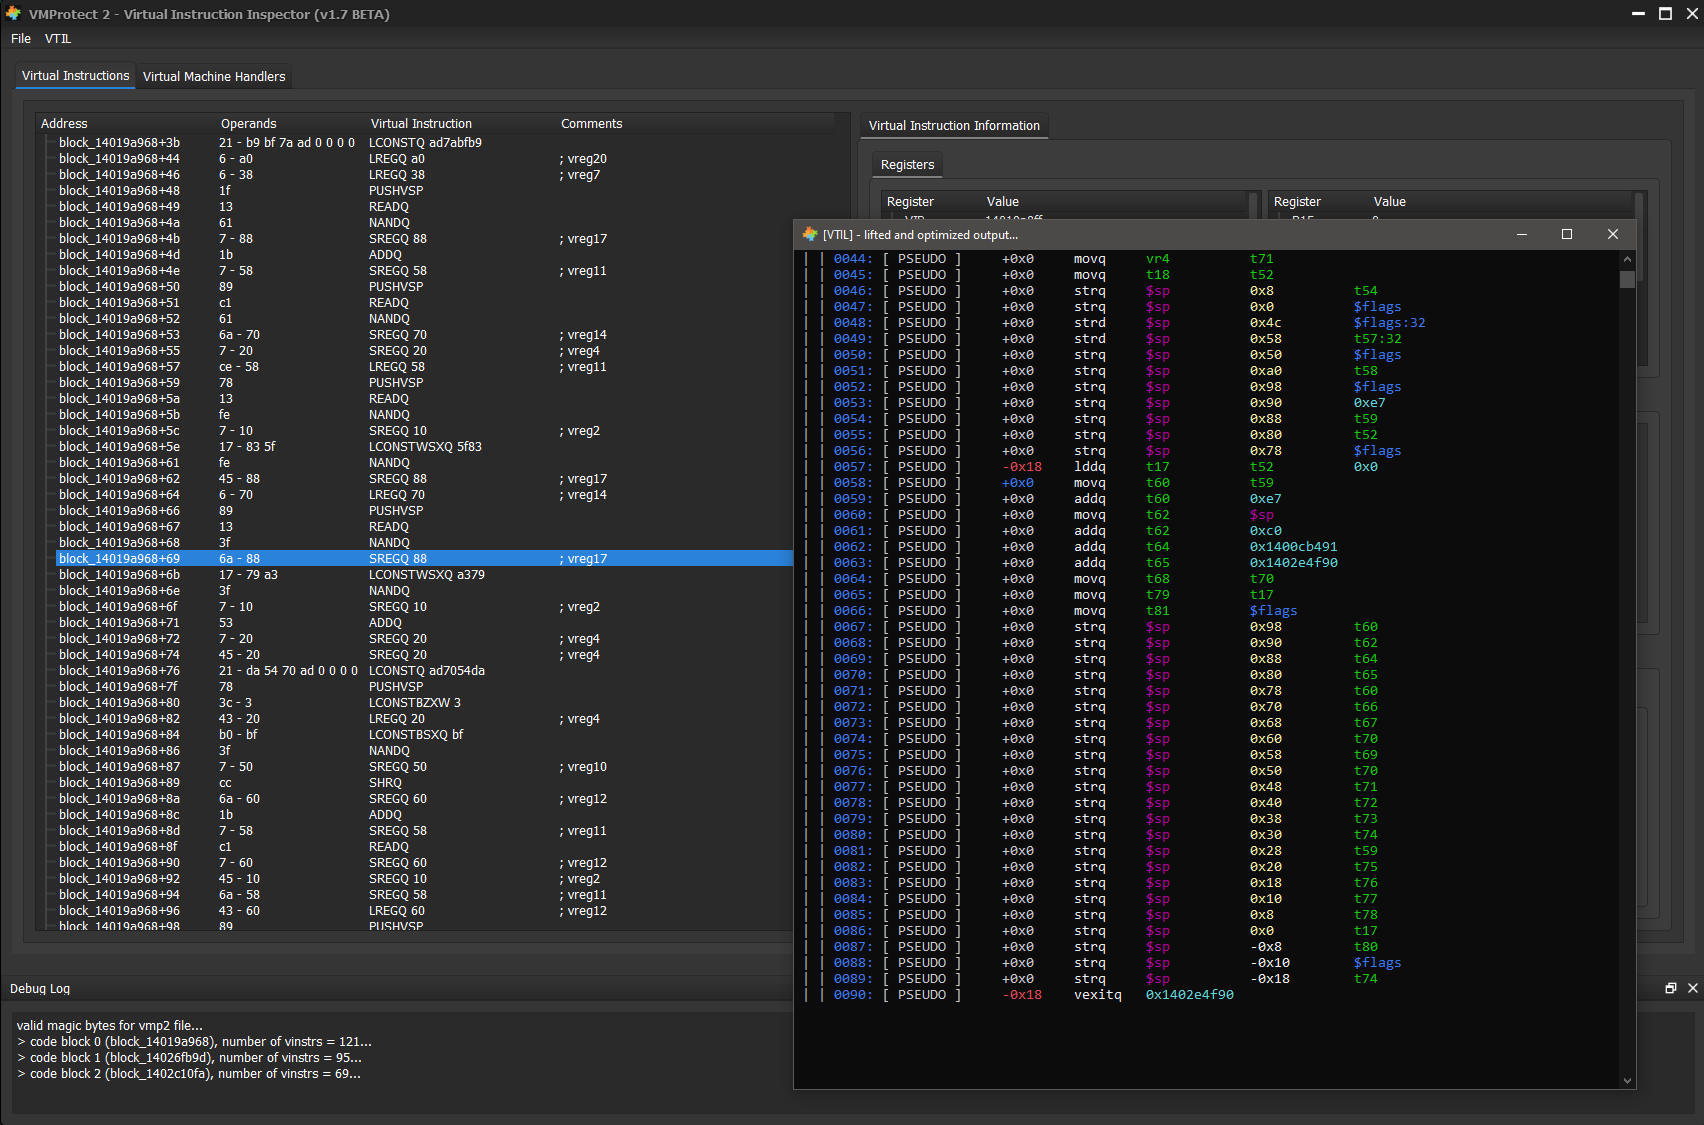 VMProtect 2 - Virtual Instruction Inspector (v1.7 BETA)
File VTIL
Virtual Instructions Virtual Machine Handlers
Address Operands Virtual Instruction Comments
block_14019a968+3b 21 - b9 bf 7a ad 0 0 0 0 LCONSTQ ad7abfb9
block_14019a968+44 6 - a0 LREGQ a0 ; vreg20
block_14019a968+46 6 - 38 LREGQ 38 ; vreg7
block_14019a968+48 1f PUSHVSP
block_14019a968+49 13 READQ
block_14019a968+4a 61 NANDQ
block_14019a968+4b 7 - 88 SREGQ 88 ; vreg17
block_14019a968+4d 1b ADDQ
block_14019a968+4e 7 - 58 SREGQ 58 ; vreg11
block_14019a968+50 89 PUSHVSP
block_14019a968+51 c1 READQ
block_14019a968+52 61 NANDQ
block_14019a968+53 6a - 70 SREGQ 70 ; vreg14
block_14019a968+55 7 - 20 SREGQ 20 ; vreg4
block_14019a968+57 ce - 58 LREGQ 58 ; vreg11
block_14019a968+59 78 PUSHVSP
block_14019a968+5a 13 READQ
block_14019a968+5b fe NANDQ
block_14019a968+5c 7 - 10 SREGQ 10 ; vreg2
block_14019a968+5e 17 - 83 5f LCONSTWSXQ 5f83
block_14019a968+61 fe NANDQ
block_14019a968+62 45 - 88 SREGQ 88 ; vreg17
block_14019a968+64 6 - 70 LREGQ 70 ; vreg14
block_14019a968+66 89 PUSHVSP
block_14019a968+67 13 READQ
block_14019a968+68 3f NANDQ
block_14019a968+69 6a - 88 SREGQ 88 ; vreg17
block_14019a968+6b 17 - 79 a3 LCONSTWSXQ a379
block_14019a968+6e 3f NANDQ
block_14019a968+6f 7 - 10 SREGQ 10 ; vreg2
block_14019a968+71 53 ADDQ
block_14019a968+72 7 - 20 SREGQ 20 ; vreg4
block_14019a968+74 45 - 20 SREGQ 20 ; vreg4
block_14019a968+76 21 - da 54 70 ad 0 0 0 0 LCONSTQ ad7054da
block_14019a968+7f 78 PUSHVSP
block_14019a968+80 3c - 3 LCONSTBZXW 3
block_14019a968+82 43 - 20 LREGQ 20 ; vreg4
block_14019a968+84 b0 - bf LCONSTBSXQ bf
block_14019a968+86 3f NANDQ
block_14019a968+87 7 - 50 SREGQ 50 ; vreg10
block_14019a968+89 cc SHRQ
block_14019a968+8a 6a - 60 SREGQ 60 ; vreg12
block_14019a968+8c 1b ADDQ
block_14019a968+8d 7 - 58 SREGQ 58 ; vreg11
block_14019a968+8f c1 READQ
block_14019a968+90 7 - 60 SREGQ 60 ; vreg12
block_14019a968+92 45 - 10 SREGQ 10 ; vreg2
block_14019a968+94 6a - 58 SREGQ 58 ; vreg11
block_14019a968+96 43 - 60 LREGQ 60 ; vreg12
block_14019a968+98 89 PUSHVSP
Virtual Instruction Information
Registers
Register Value Register Value
[VTIL] - lifted and optimized output...
| | 0044: [ PSEUDO ] +0x0 movq vr4 t71
| | 0045: [ PSEUDO ] +0x0 movq t18 t52
| | 0046: [ PSEUDO ] +0x0 strq $sp 0x8 t54
| | 0047: [ PSEUDO ] +0x0 strq $sp 0x0 $flags
| | 0048: [ PSEUDO ] +0x0 strd $sp 0x4c $flags:32
| | 0049: [ PSEUDO ] +0x0 strd $sp 0x58 t57:32
| | 0050: [ PSEUDO ] +0x0 strq $sp 0x50 $flags
| | 0051: [ PSEUDO ] +0x0 strq $sp 0xa0 t58
| | 0052: [ PSEUDO ] +0x0 strq $sp 0x98 $flags
| | 0053: [ PSEUDO ] +0x0 strq $sp 0x90 0xe7
| | 0054: [ PSEUDO ] +0x0 strq $sp 0x88 t59
| | 0055: [ PSEUDO ] +0x0 strq $sp 0x80 t52
| | 0056: [ PSEUDO ] +0x0 strq $sp 0x78 $flags
| | 0057: [ PSEUDO ] -0x18 lddq t17 t52 0x0
| | 0058: [ PSEUDO ] +0x0 movq t60 t59
| | 0059: [ PSEUDO ] +0x0 addq t60 0xe7
| | 0060: [ PSEUDO ] +0x0 movq t62 $sp
| | 0061: [ PSEUDO ] +0x0 addq t62 0xc0
| | 0062: [ PSEUDO ] +0x0 addq t64 0x1400cb491
| | 0063: [ PSEUDO ] +0x0 addq t65 0x1402e4f90
| | 0064: [ PSEUDO ] +0x0 movq t68 t70
| | 0065: [ PSEUDO ] +0x0 movq t79 t17
| | 0066: [ PSEUDO ] +0x0 movq t81 $flags
| | 0067: [ PSEUDO ] +0x0 strq $sp 0x98 t60
| | 0068: [ PSEUDO ] +0x0 strq $sp 0x90 t62
| | 0069: [ PSEUDO ] +0x0 strq $sp 0x88 t64
| | 0070: [ PSEUDO ] +0x0 strq $sp 0x80 t65
| | 0071: [ PSEUDO ] +0x0 strq $sp 0x78 t60
| | 0072: [ PSEUDO ] +0x0 strq $sp 0x70 t66
| | 0073: [ PSEUDO ] +0x0 strq $sp 0x68 t67
| | 0074: [ PSEUDO ] +0x0 strq $sp 0x60 t70
| | 0075: [ PSEUDO ] +0x0 strq $sp 0x58 t69
| | 0076: [ PSEUDO ] +0x0 strq $sp 0x50 t70
| | 0077: [ PSEUDO ] +0x0 strq $sp 0x48 t71
| | 0078: [ PSEUDO ] +0x0 strq $sp 0x40 t72
| | 0079: [ PSEUDO ] +0x0 strq $sp 0x38 t73
| | 0080: [ PSEUDO ] +0x0 strq $sp 0x30 t74
| | 0081: [ PSEUDO ] +0x0 strq $sp 0x28 t59
| | 0082: [ PSEUDO ] +0x0 strq $sp 0x20 t75
| | 0083: [ PSEUDO ] +0x0 strq $sp 0x18 t76
| | 0084: [ PSEUDO ] +0x0 strq $sp 0x10 t77
| | 0085: [ PSEUDO ] +0x0 strq $sp 0x8 t78
| | 0086: [ PSEUDO ] +0x0 strq $sp 0x0 t17
| | 0087: [ PSEUDO ] +0x0 strq $sp -0x8 t80
| | 0088: [ PSEUDO ] +0x0 strq $sp -0x10 $flags
| | 0089: [ PSEUDO ] +0x0 strq $sp -0x18 t74
| | 0090: [ PSEUDO ] -0x18 vexitq 0x1402e4f90
Debug Log
valid magic bytes for vmp2 file...
> code block 0 (block_14019a968), number of vinstrs = 121...
> code block 1 (block_14026fb9d), number of vinstrs = 95...
> code block 2 (block_1402c10fa), number of vinstrs = 69...